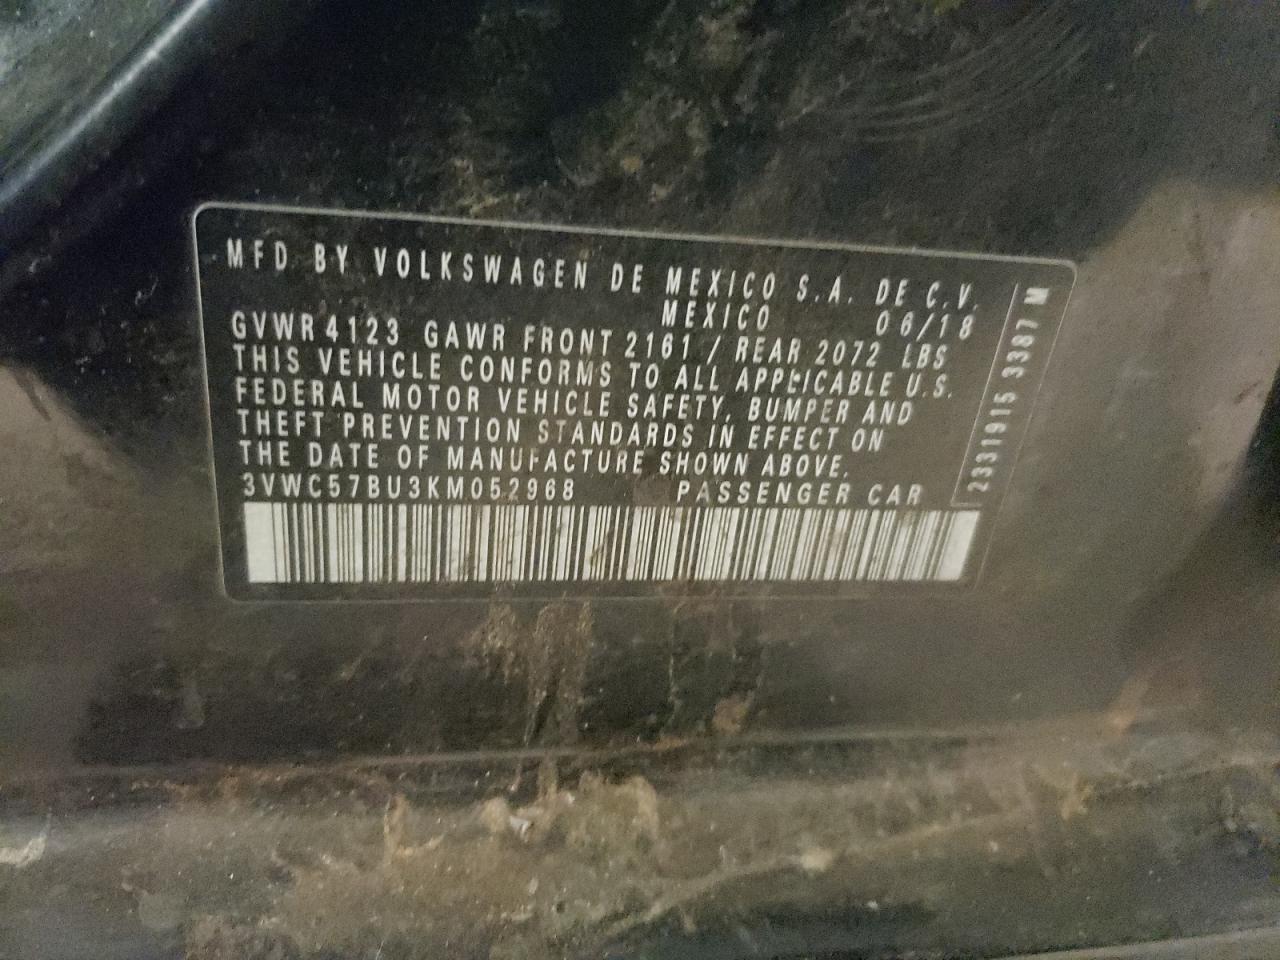 MFD BY VOLKSWAGEN DE MEXICO S.A. DE C.V.
MEXICO 06/18
GVWR 4123 GAWR FRONT 2161 / REAR 2072 LBS
THIS VEHICLE CONFORMS TO ALL APPLICABLE U.S.
FEDERAL MOTOR VEHICLE SAFETY, BUMPER AND
THEFT PREVENTION STANDARDS IN EFFECT ON
THE DATE OF MANUFACTURE SHOWN ABOVE.
3VWC57BU3KM052968 PASSENGER CAR
2331915 3387 M